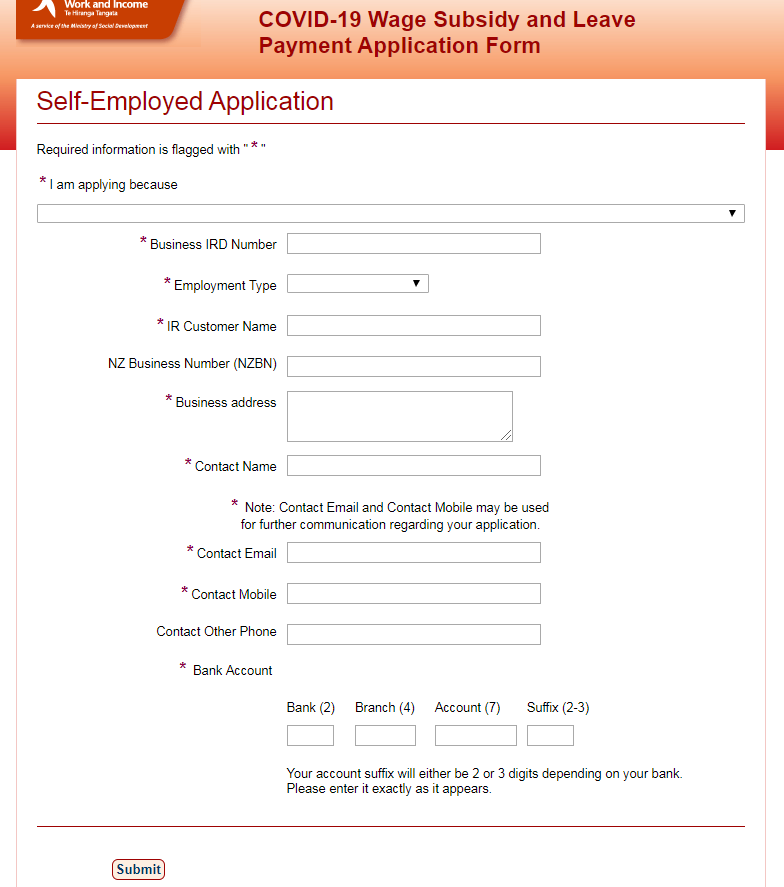 Work and Income
Te Hiranga Tangata
A service of the Ministry of Social Development
COVID-19 Wage Subsidy and Leave
Payment Application Form
Self-Employed Application
Required information is flagged with " * "
* I am applying because
* Business IRD Number
* Employment Type
* IR Customer Name
NZ Business Number (NZBN)
* Business address
* Contact Name
* Note: Contact Email and Contact Mobile may be used
for further communication regarding your application.
* Contact Email
* Contact Mobile
Contact Other Phone
* Bank Account
Bank (2) Branch (4) Account (7) Suffix (2-3)
Your account suffix will either be 2 or 3 digits depending on your bank.
Please enter it exactly as it appears.
Submit